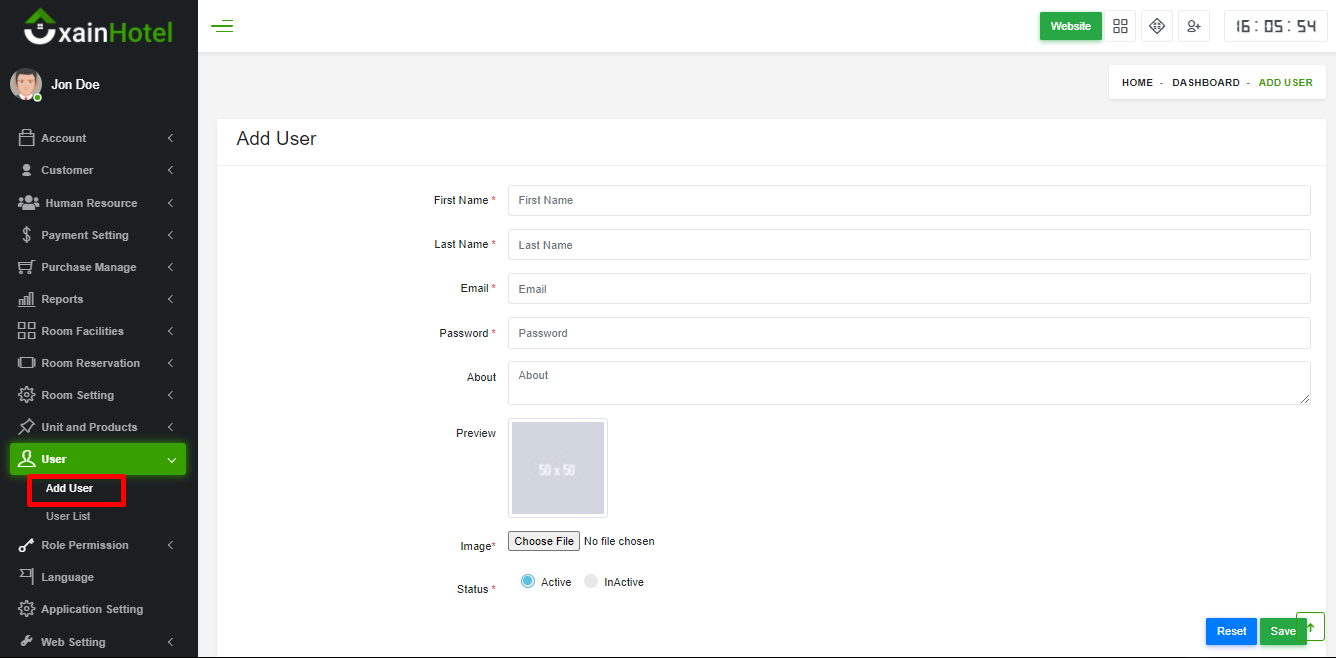 xainHotel
Jon Doe
Account
Customer
Human Resource
Payment Setting
Purchase Manage
Reports
Room Facilities
Room Reservation
Room Setting
Unit and Products
User
Add User
User List
Role Permission
Language
Application Setting
Web Setting
Website
16:05:54
HOME - DASHBOARD - ADD USER
Add User
First Name * First Name
Last Name * Last Name
Email * Email
Password * Password
About About
Preview
50 x 50
Image* Choose File No file chosen
Status * Active InActive
Reset Save